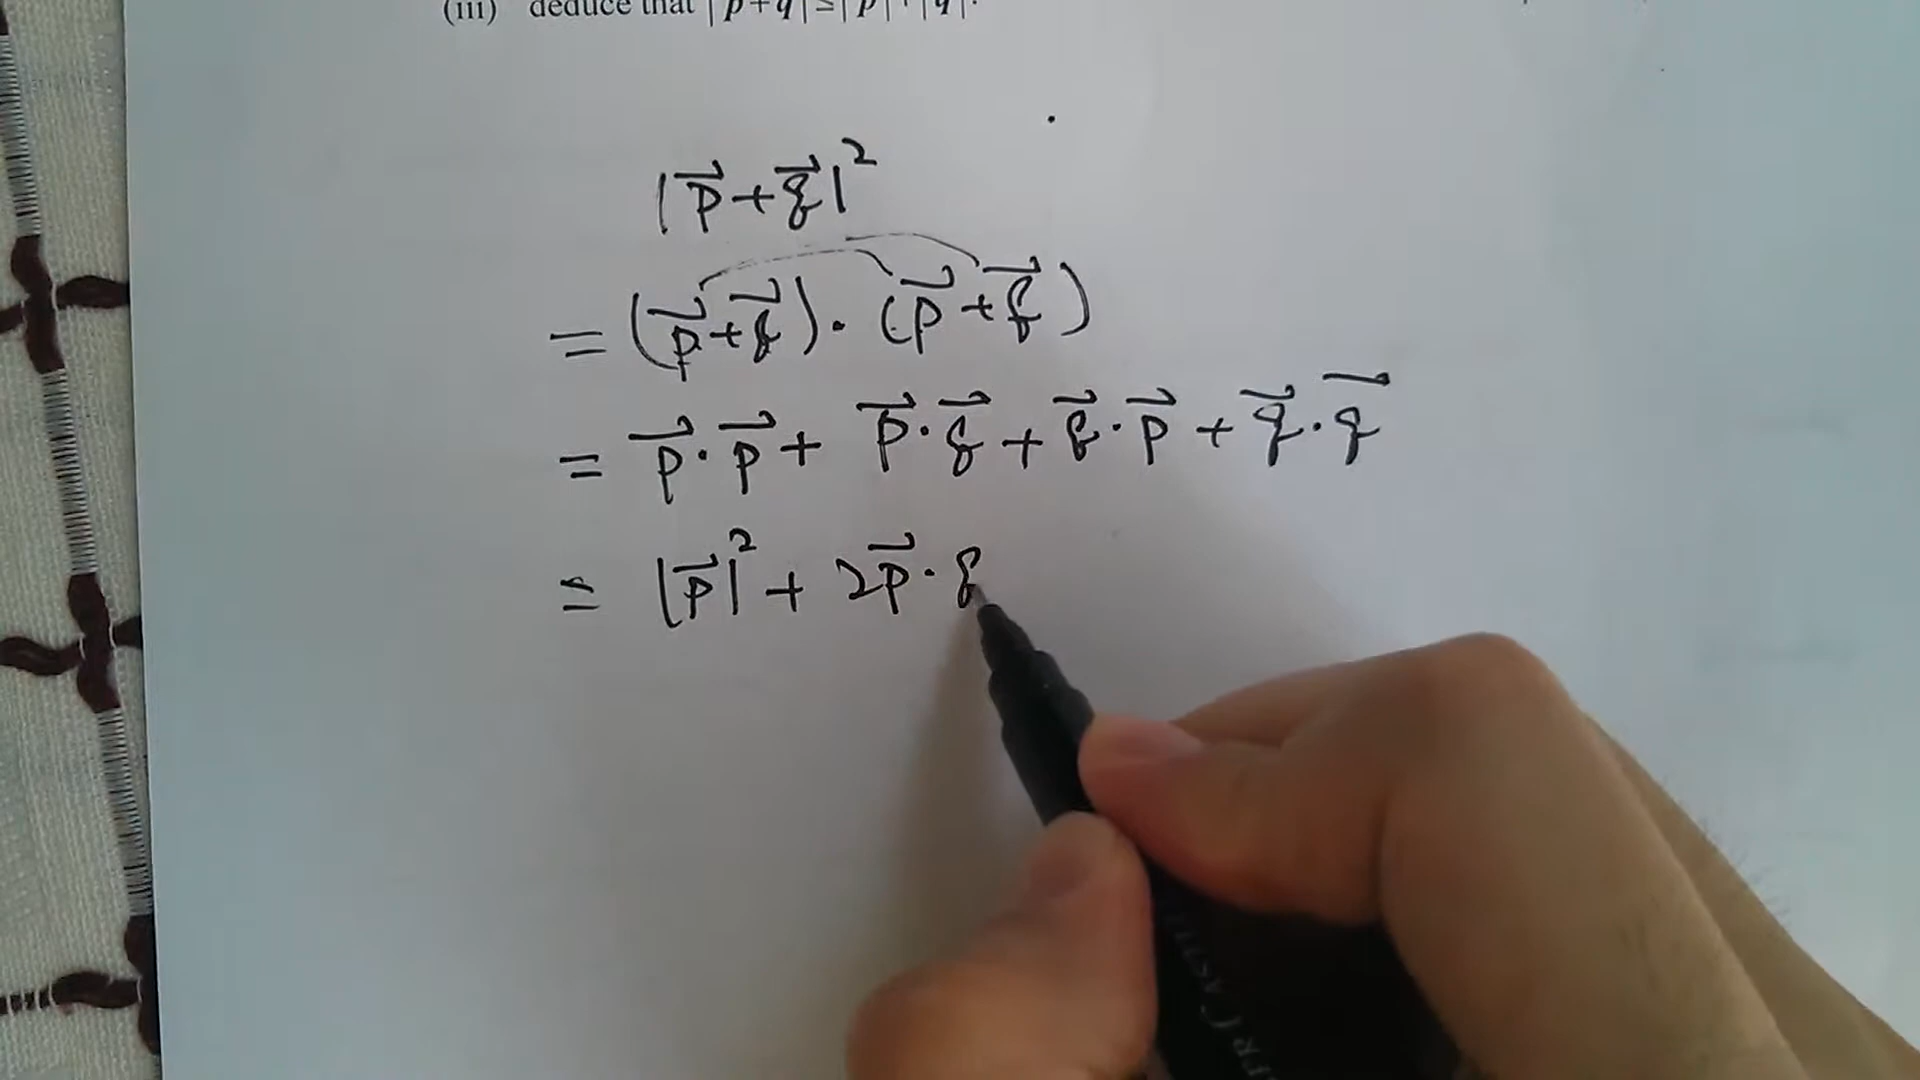 (iii) deduce that |p+q|≤|p|+|q|.
|p⃗+q⃗|²
=(p⃗+q⃗)·(p⃗+q⃗)
= p⃗·p⃗+ p⃗·q⃗+q⃗·p⃗+q⃗·q⃗
= |p⃗|²+ 2p⃗·q